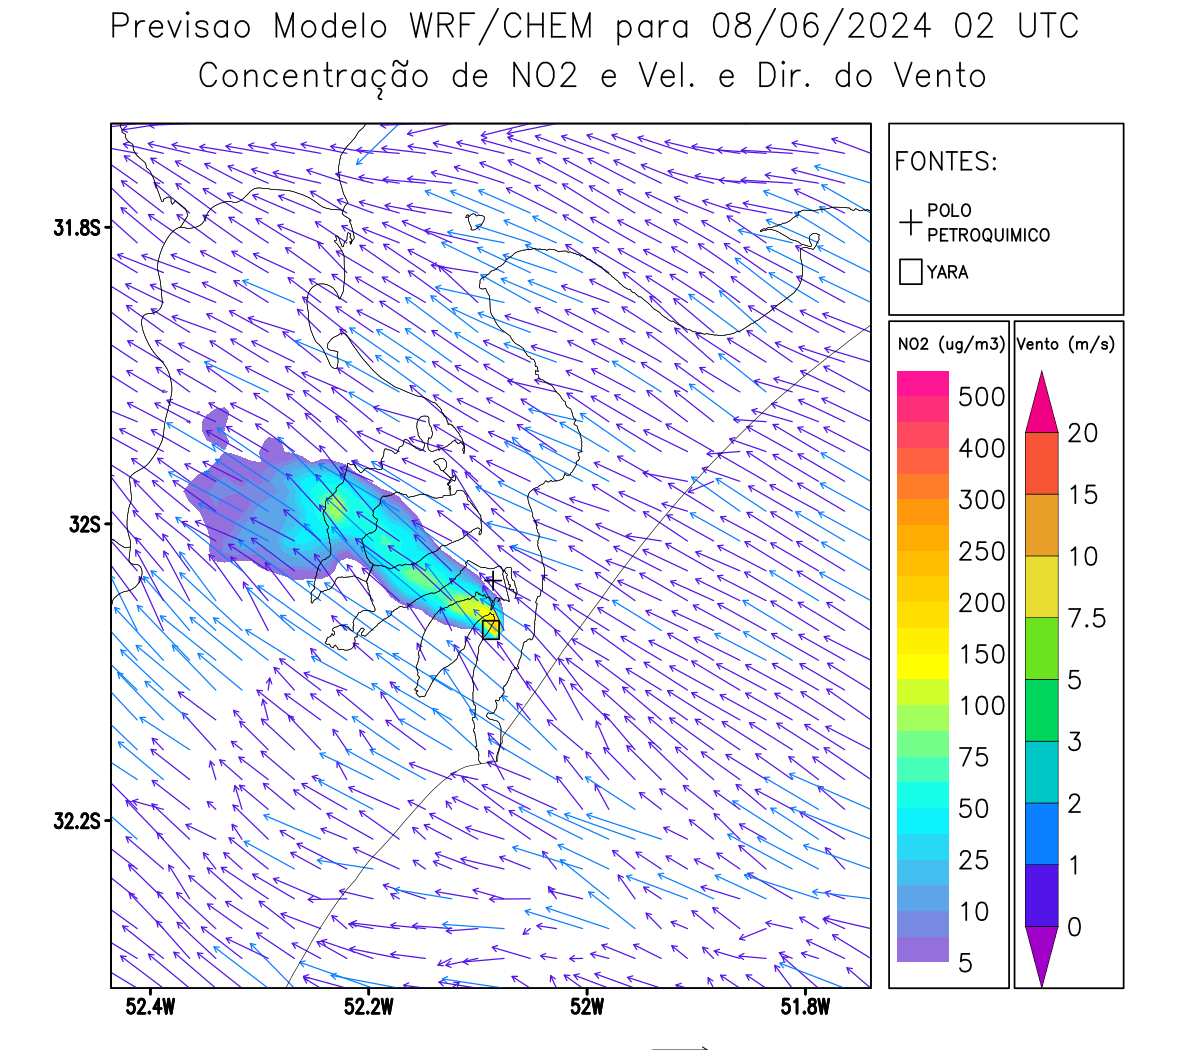 Previsao Modelo WRF/CHEM para 08/06/2024 02 UTC
Concentração de NO2 e Vel. e Dir. do Vento
FONTES:
POLO
PETROQUIMICO
YARA
31.8S
32S
32.2S
52.4W
52.2W
52W
51.8W
NO2 (ug/m3)
500
400
300
250
200
150
100
75
50
25
10
5
Vento (m/s)
20
15
10
7.5
5
3
2
1
0